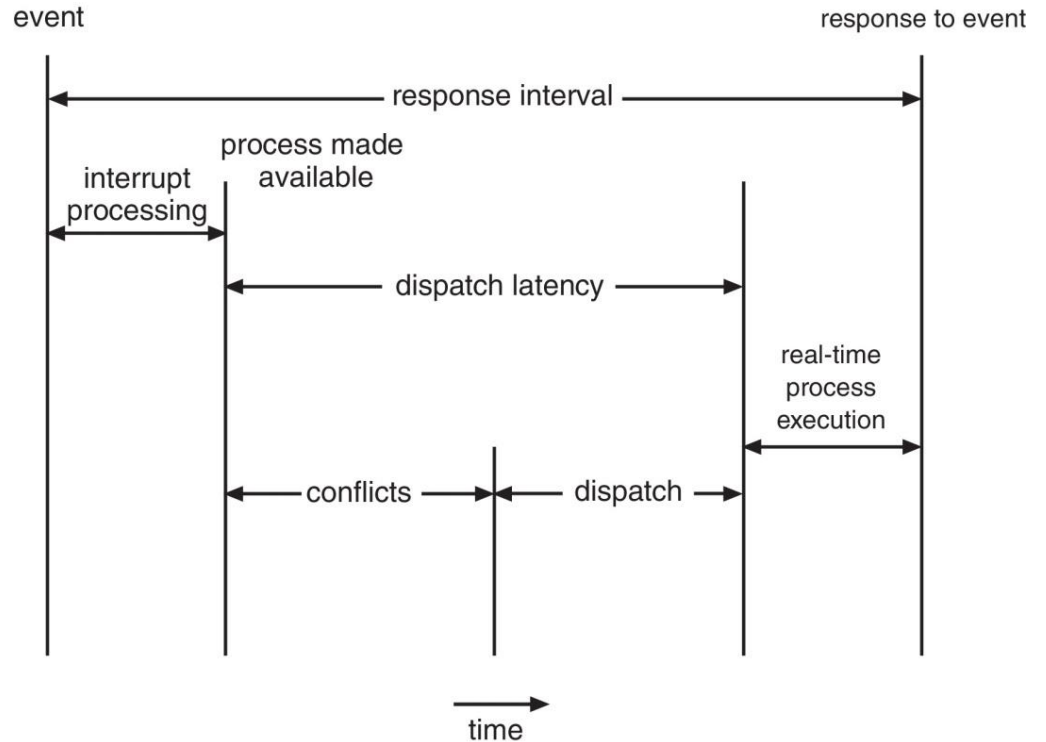 event
response to event
response interval
process made
available
interrupt
processing
dispatch latency
real-time
process
execution
conflicts
dispatch
time